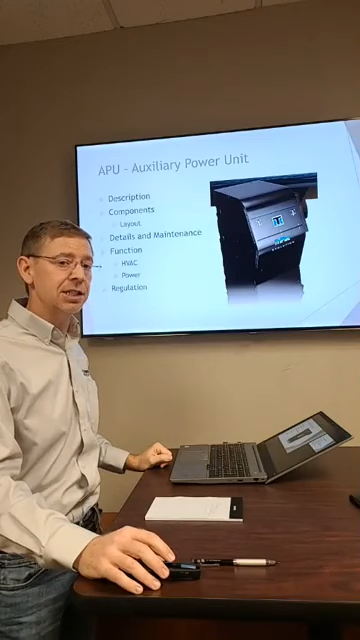 APU - Auxiliary Power Unit
Description
Components
Layout
Details and Maintenance
Function
HVAC
Power
Regulation